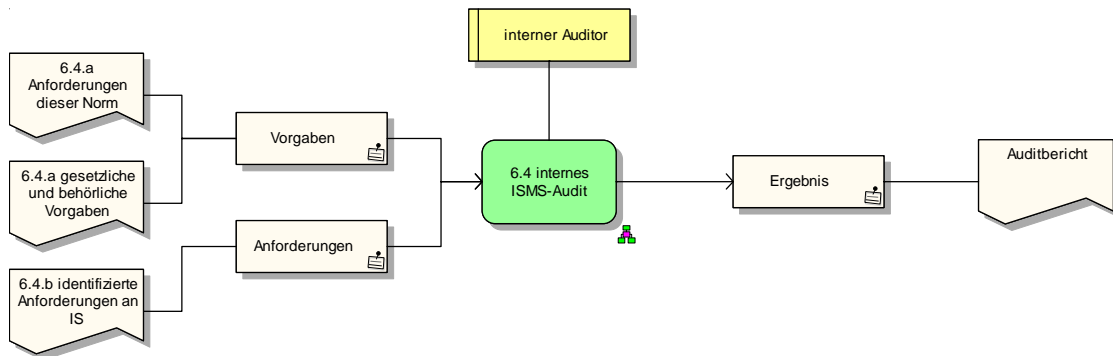 interner Auditor
6.4.a
Anforderungen
dieser Norm
Vorgaben
6.4.a gesetzliche
und behörliche
Vorgaben
6.4 internes
ISMS-Audit
Ergebnis
Auditbericht
Anforderungen
6.4.b identifizierte
Anforderungen an
IS